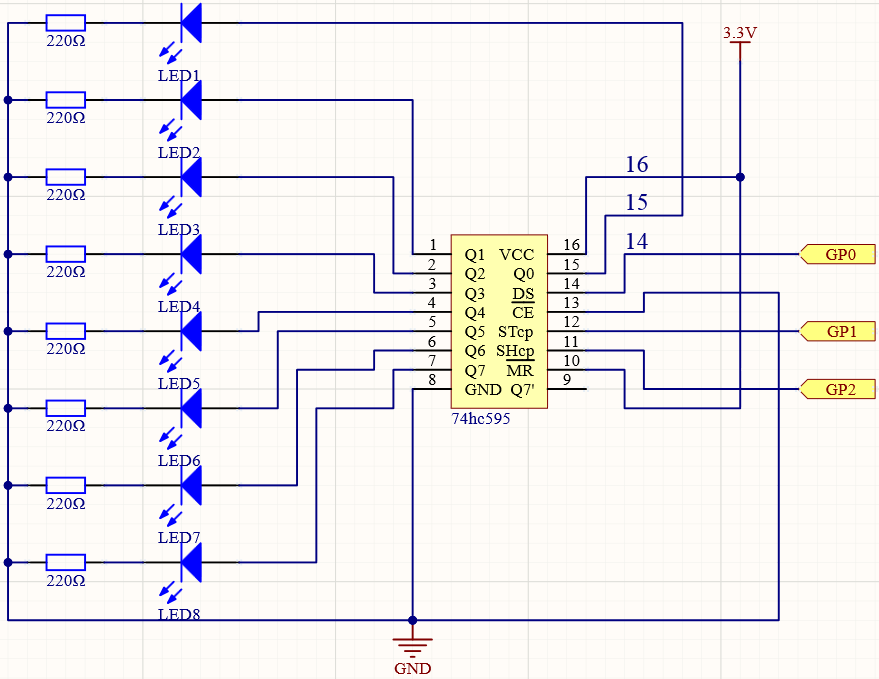 220Ω
LED1
220Ω
LED2
220Ω
LED3
220Ω
LED4
220Ω
LED5
220Ω
LED6
220Ω
LED7
220Ω
LED8
3.3V
16
15
14
1 Q1 VCC 16
2 Q2 Q0 15
3 Q3 DS 14
4 Q4 CE 13
5 Q5 STcp 12
6 Q6 SHcp 11
7 Q7 MR 10
8 GND Q7' 9
74hc595
GP0
GP1
GP2
GND